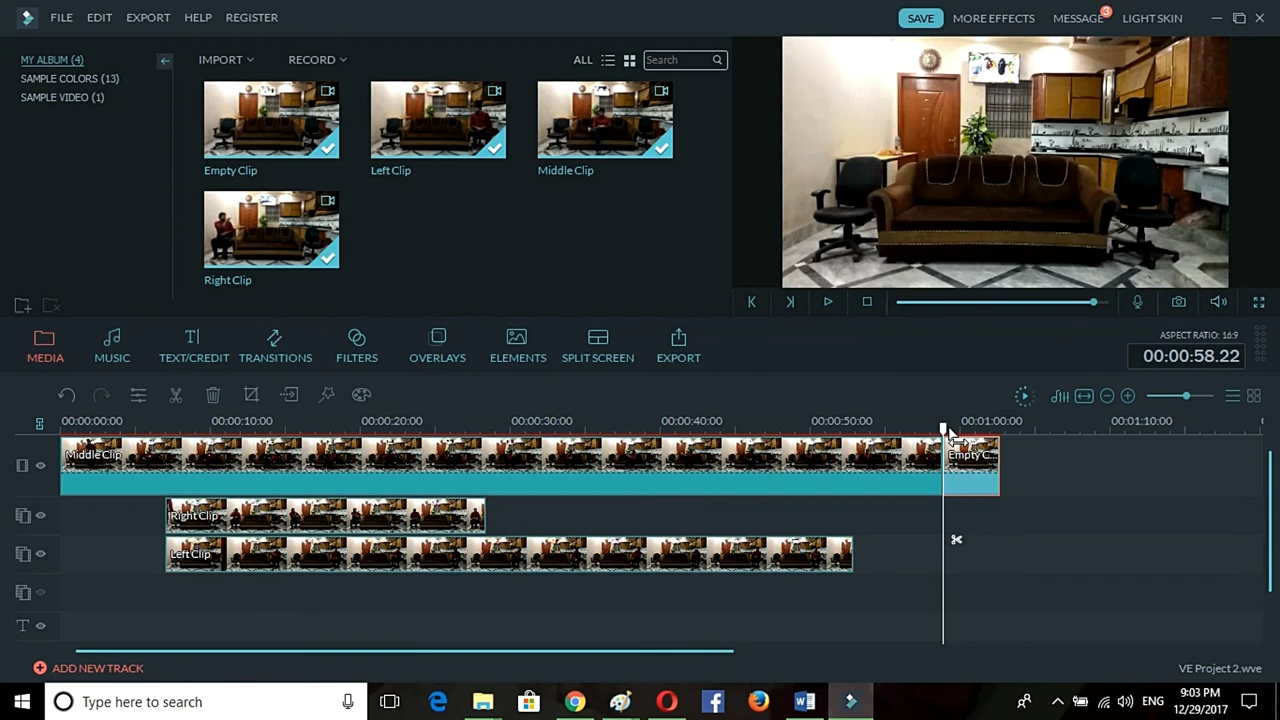 FILE EDIT EXPORT HELP REGISTER SAVE MORE EFFECTS MESSAGE 3 LIGHT SKIN
MY ALBUM (4)
SAMPLE COLORS (13)
SAMPLE VIDEO (1)
IMPORT RECORD ALL Search
Empty Clip Left Clip Middle Clip
Right Clip
MEDIA MUSIC TEXT/CREDIT TRANSITIONS FILTERS OVERLAYS ELEMENTS SPLIT SCREEN EXPORT
ASPECT RATIO: 16:9
00:00:58.22
00:00:00:00 00:00:10:00 00:00:20:00 00:00:30:00 00:00:40:00 00:00:50:00 00:01:00:00 00:01:10:00
Middle Clip Empty C...
Right Clip
Left Clip
ADD NEW TRACK
VE Project 2.wve
Type here to search
ENG
9:03 PM
12/29/2017